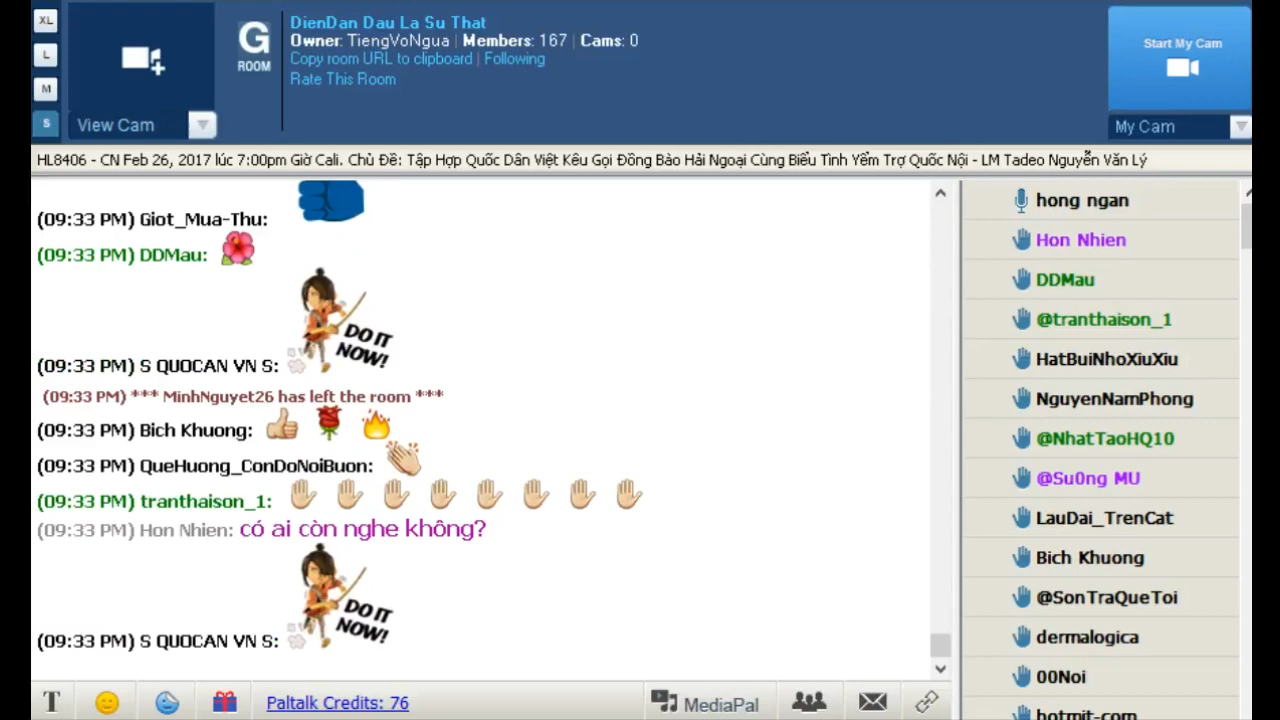 XL
L
M
S
View Cam
G
ROOM
DienDan Dau La Su That
Owner: TiengVoNgua | Members: 167 | Cams: 0
Copy room URL to clipboard | Following
Rate This Room
Start My Cam
My Cam
HL8406 - CN Feb 26, 2017 lúc 7:00pm Giờ Cali. Chủ Đề: Tập Hợp Quốc Dân Việt Kêu Gọi Đồng Bào Hải Ngoại Cùng Biểu Tình Yểm Trợ Quốc Nội - LM Tadeo Nguyễn Văn Lý
(09:33 PM) Giot_Mua-Thu:
(09:33 PM) DDMau:
DO IT
NOW!
(09:33 PM) S QUOCAN VN S:
(09:33 PM) *** MinhNguyet26 has left the room ***
(09:33 PM) Bich Khuong:
(09:33 PM) QueHuong_ConDoNoiBuon:
(09:33 PM) tranthaison_1:
(09:33 PM) Hon Nhien: có ai còn nghe không?
DO IT
NOW!
(09:33 PM) S QUOCAN VN S:
hong ngan
Hon Nhien
DDMau
@tranthaison_1
HatBuiNhoXiuXiu
NguyenNamPhong
@NhatTaoHQ10
@Su0ng MU
LauDai_TrenCat
Bich Khuong
@SonTraQueToi
dermalogica
00Noi
hotmit-com
T
Paltalk Credits: 76
MediaPal